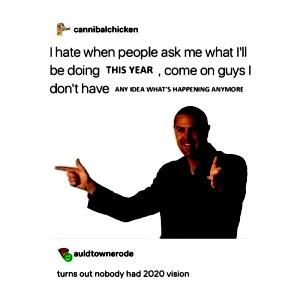 cannibalchicken
I hate when people ask me what I'll
be doing THIS YEAR , come on guys I
don't have ANY IDEA WHAT'S HAPPENING ANYMORE
auldtownerode
turns out nobody had 2020 vision